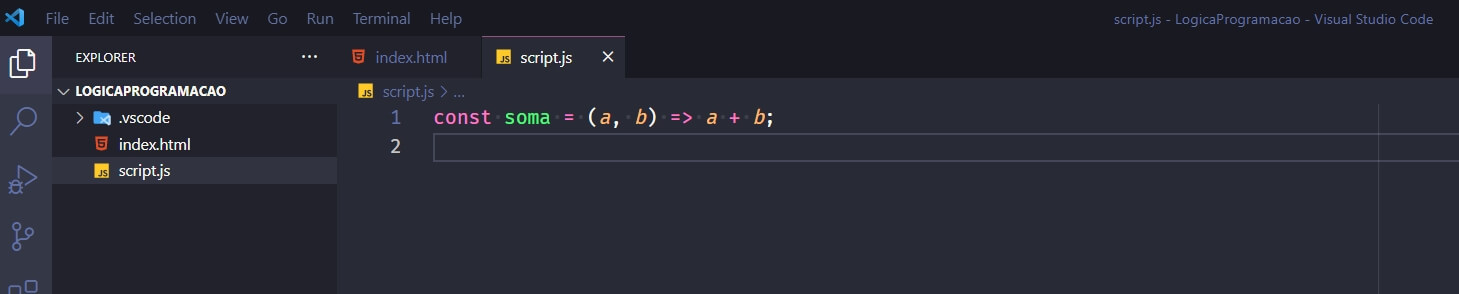 File Edit Selection View Go Run Terminal Help script.js - LogicaProgramacao - Visual Studio Code
EXPLORER ...
LOGICAPROGRAMACAO
.vscode
index.html
script.js
index.html script.js
script.js > ...
1 const soma = (a, b) => a + b;
2